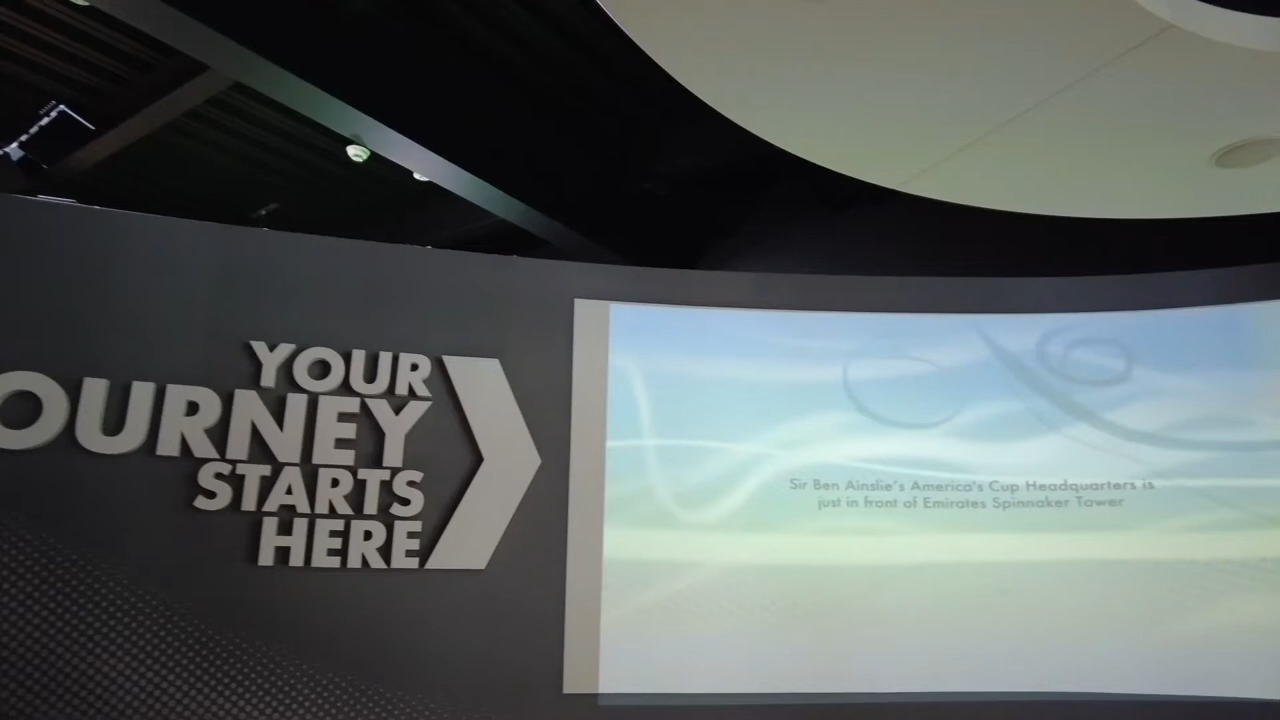 YOUR
OURNEY
STARTS
HERE
Sir Ben Ainslie's America's Cup Headquarters is
just in front of Emirates Spinnaker Tower